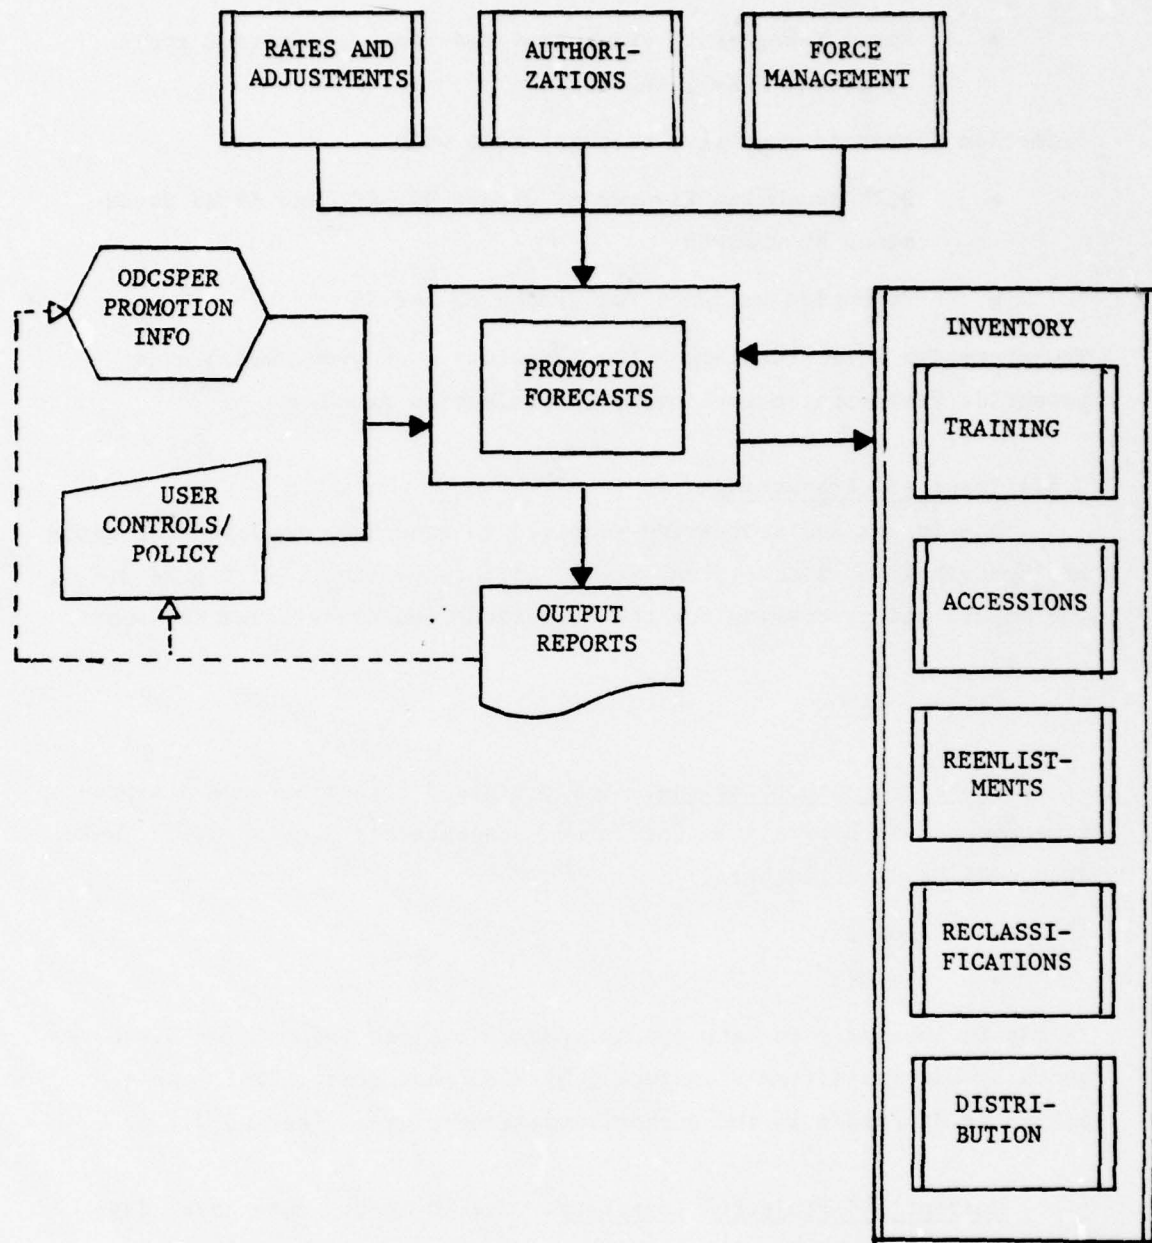 RATES AND
ADJUSTMENTS
AUTHORI-
ZATIONS
FORCE
MANAGEMENT
ODCSPER
PROMOTION
INFO
PROMOTION
FORECASTS
USER
CONTROLS/
POLICY
OUTPUT
REPORTS
INVENTORY
TRAINING
ACCESSIONS
REENLIST-
MENTS
RECLASSI-
FICATIONS
DISTRI-
BUTION